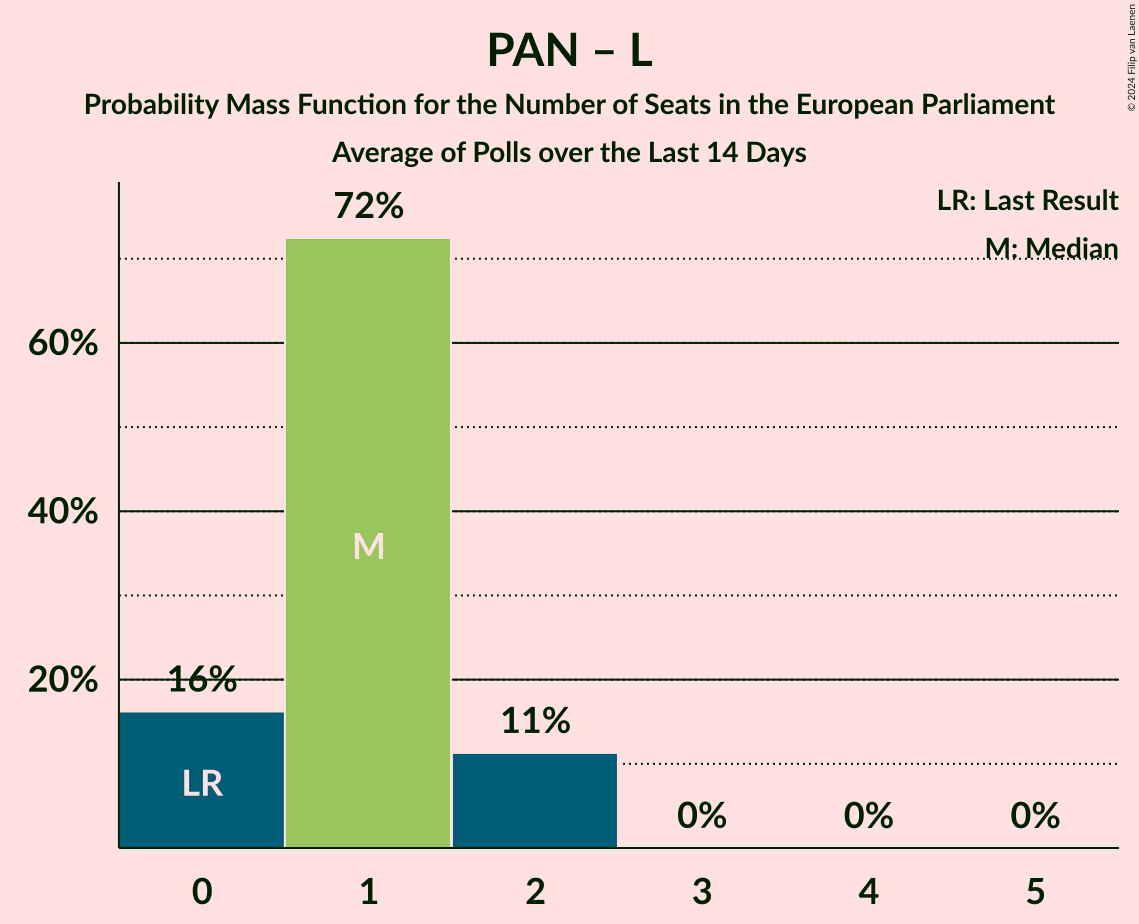 © 2024 Filip van Laenen
PAN – L
Probability Mass Function for the Number of Seats in the European Parliament
Average of Polls over the Last 14 Days
LR: Last Result
M: Median
72%
60%
40%
M
20%
16%
11%
LR
0%
0%
0%
0
1
2
3
4
5